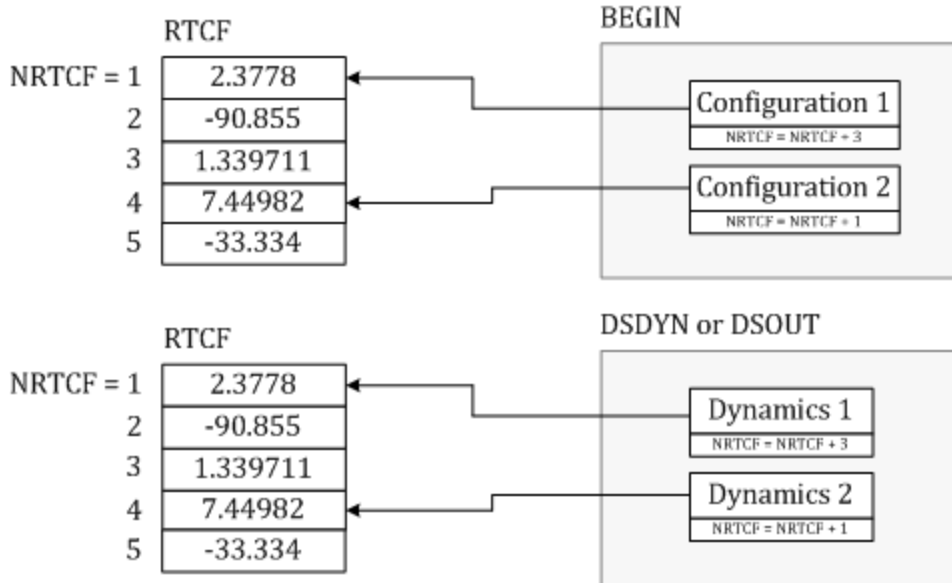 RTCF
BEGIN
NRTCF = 1
2.3778
Configuration 1
NRTCF = NRTCF + 3
2
-90.855
3
1.339711
Configuration 2
NRTCF = NRTCF + 1
4
7.44982
5
-33.334
RTCF
DSDYN or DSOUT
NRTCF = 1
2.3778
Dynamics 1
NRTCF = NRTCF + 3
2
-90.855
3
1.339711
Dynamics 2
NRTCF = NRTCF + 1
4
7.44982
5
-33.334